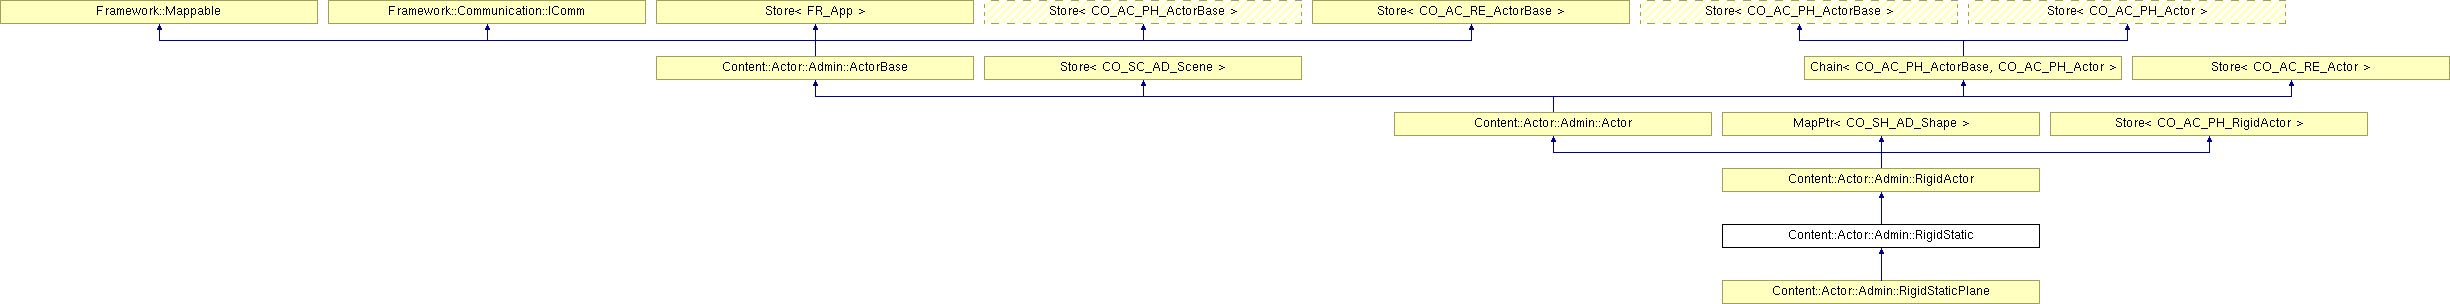 Framework::Mappable
Framework::Communication::IComm
Store< FR_App >
Store< CO_AC_PH_ActorBase >
Store< CO_AC_RE_ActorBase >
Store< CO_AC_PH_ActorBase >
Store< CO_AC_PH_Actor >
Content::Actor::Admin::ActorBase
Store< CO_SC_AD_Scene >
Chain< CO_AC_PH_ActorBase, CO_AC_PH_Actor >
Store< CO_AC_RE_Actor >
Content::Actor::Admin::Actor
MapPtr< CO_SH_AD_Shape >
Store< CO_AC_PH_RigidActor >
Content::Actor::Admin::RigidActor
Content::Actor::Admin::RigidStatic
Content::Actor::Admin::RigidStaticPlane